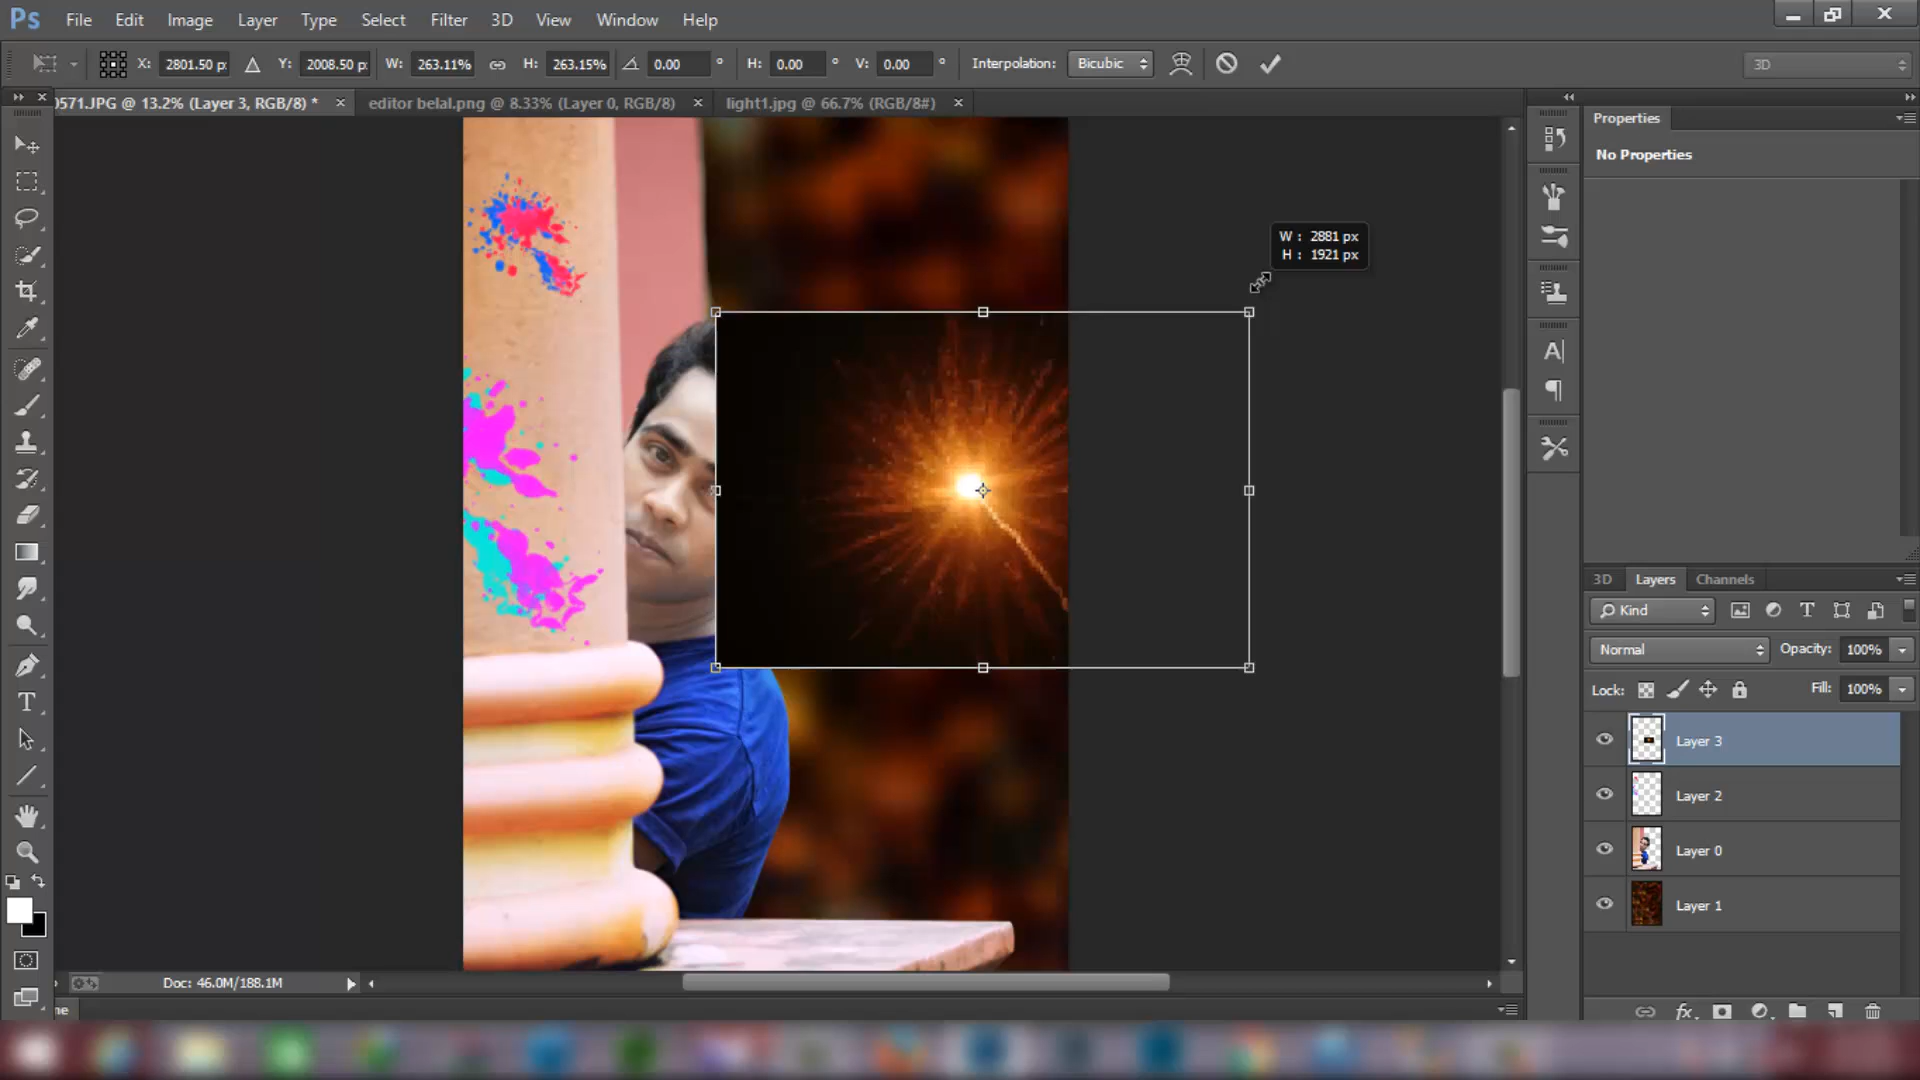 Ps File Edit Image Layer Type Select Filter 3D View Window Help
X: 2801.50 p: Y: 2008.50 p: W: 263.11% H: 263.15% 0.00 ° H: 0.00 ° V: 0.00 ° Interpolation: Bicubic 3D
0571.JPG @ 13.2% (Layer 3, RGB/8) * editor belal.png @ 8.33% (Layer 0, RGB/8) light1.jpg @ 66.7% (RGB/8#)
Properties
No Properties
W : 2881 px
H : 1921 px
3D Layers Channels
Kind
Normal Opacity: 100%
Lock: Fill: 100%
Layer 3
Layer 2
Layer 0
Layer 1
Doc: 46.0M/188.1M
ne